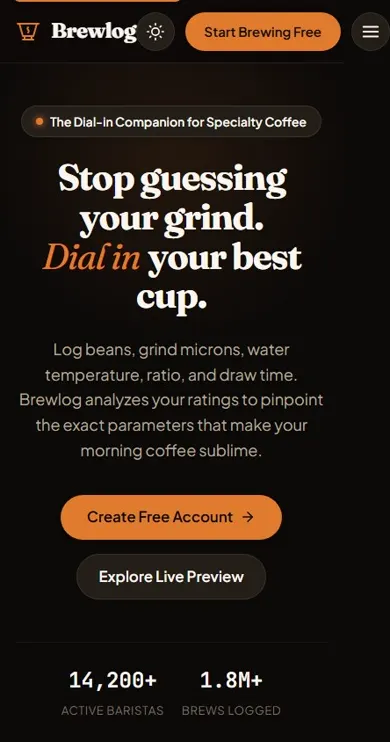 Brewlog
Start Brewing Free
The Dial-in Companion for Specialty Coffee
Stop guessing
your grind.
Dial in your best
cup.
Log beans, grind microns, water
temperature, ratio, and draw time.
Brewlog analyzes your ratings to pinpoint
the exact parameters that make your
morning coffee sublime.
Create Free Account →
Explore Live Preview
14,200+
ACTIVE BARISTAS
1.8M+
BREWS LOGGED